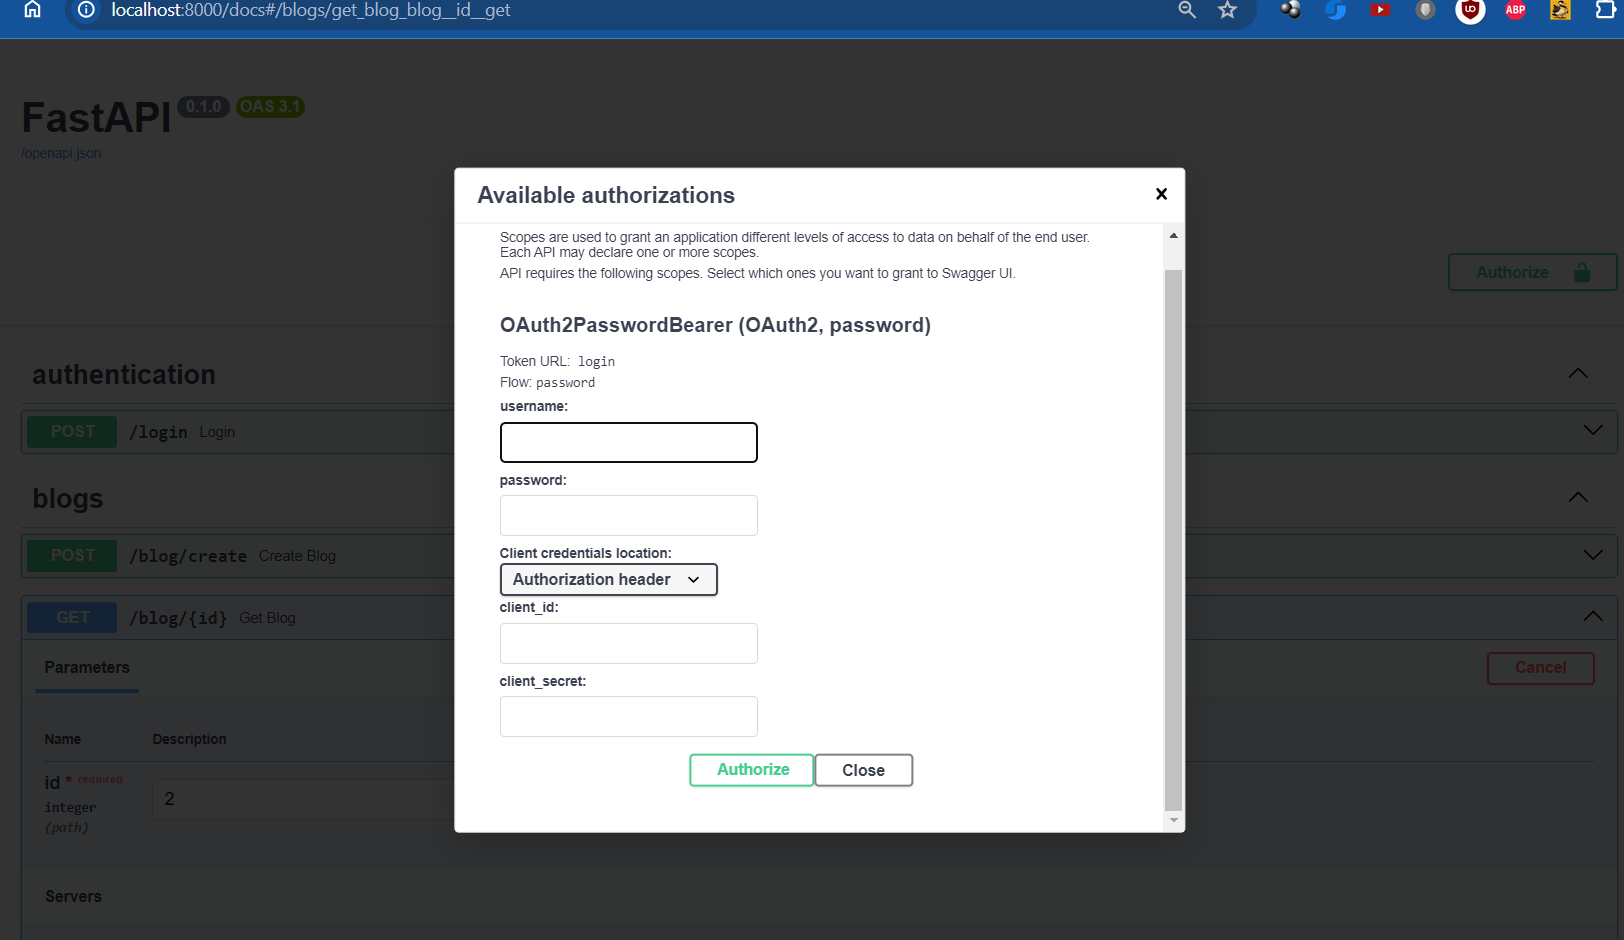 localhost:8000/docs#/blogs/get_blog_blog__id__get
ABP
FastAPI 0.1.0 OAS 3.1
/openapi.json
Available authorizations
Scopes are used to grant an application different levels of access to data on behalf of the end user.
Each API may declare one or more scopes.
API requires the following scopes. Select which ones you want to grant to Swagger UI.
Authorize
OAuth2PasswordBearer (OAuth2, password)
Token URL: login
Flow: password
username:
password:
Client credentials location:
Authorization header
client_id:
client_secret:
Authorize Close
authentication
POST /login Login
blogs
POST /blog/create Create Blog
GET /blog/{id} Get Blog
Parameters Cancel
Name Description
id * required
integer
(path)
2
Servers